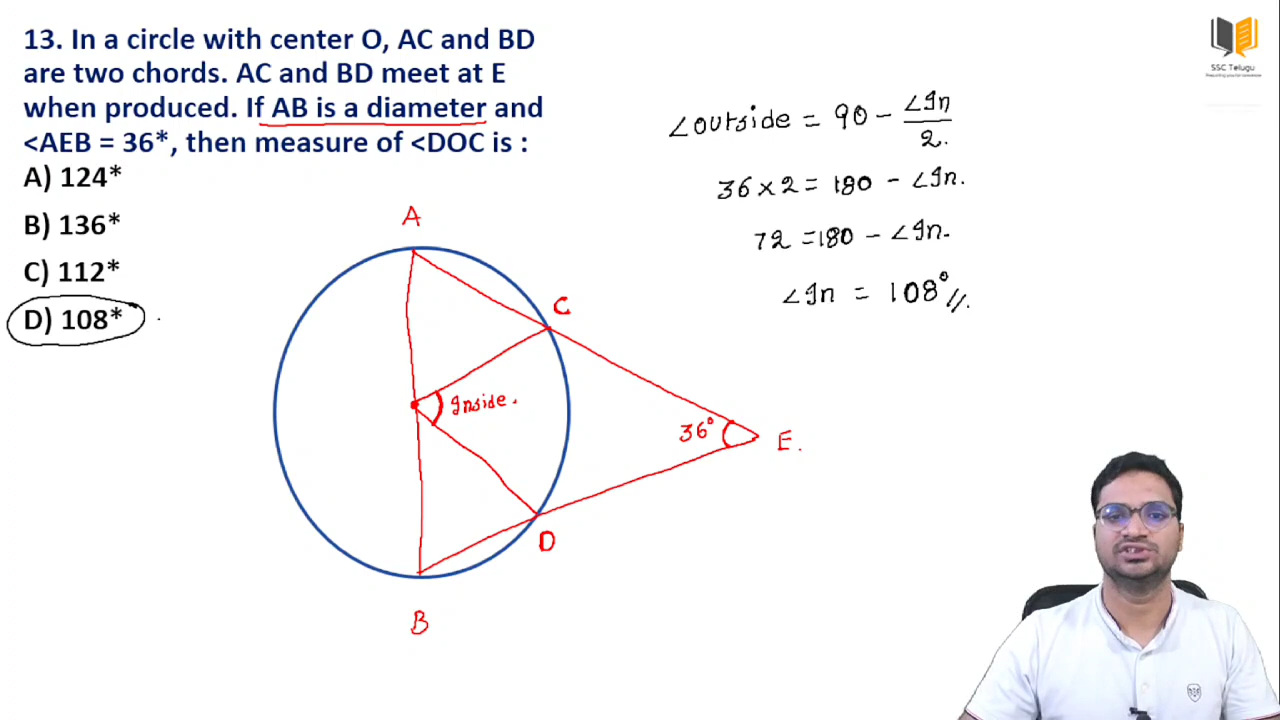 13. In a circle with center O, AC and BD
are two chords. AC and BD meet at E
when produced. If AB is a diameter and
<AEB = 36*, then measure of <DOC is :
A) 124*
B) 136*
C) 112*
D) 108*
SSC Telugu
∠outside = 90 - ∠In/2.
36 × 2 = 180 - ∠In.
72 = 180 - ∠In.
∠In = 108° //.
A
C
Inside.
36°
E.
D
B